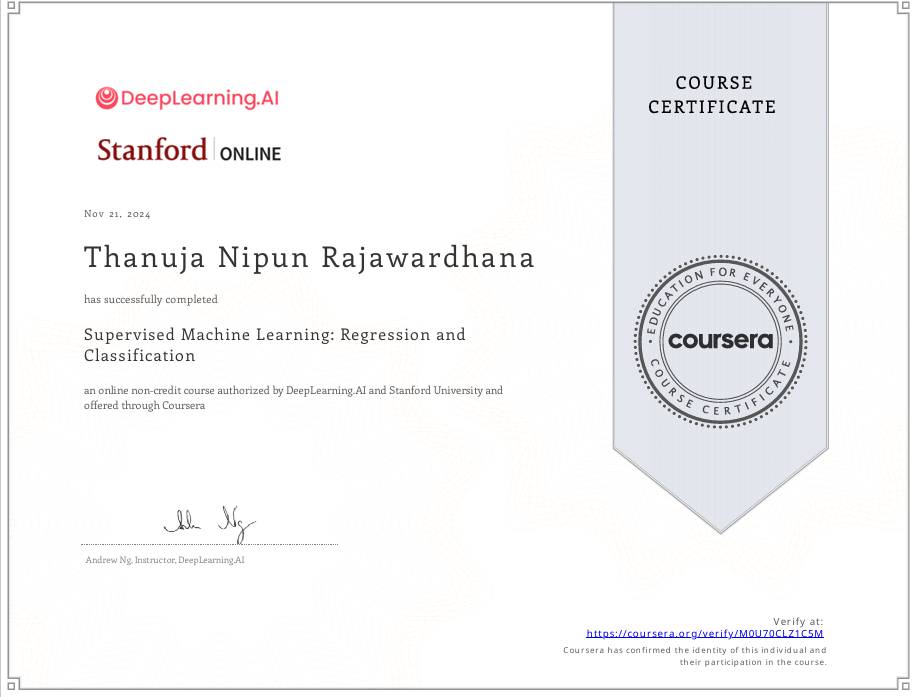 DeepLearning.AI
Stanford | ONLINE
COURSE
CERTIFICATE
Nov 21, 2024
Thanuja Nipun Rajawardhana
has successfully completed
Supervised Machine Learning: Regression and
Classification
an online non-credit course authorized by DeepLearning.AI and Stanford University and
offered through Coursera
EDUCATION FOR EVERYONE
coursera
COURSE CERTIFICATE
Andrew Ng, Instructor, DeepLearning.AI
Verify at:
https://coursera.org/verify/M0U70CLZ1C5M
Coursera has confirmed the identity of this individual and
their participation in the course.